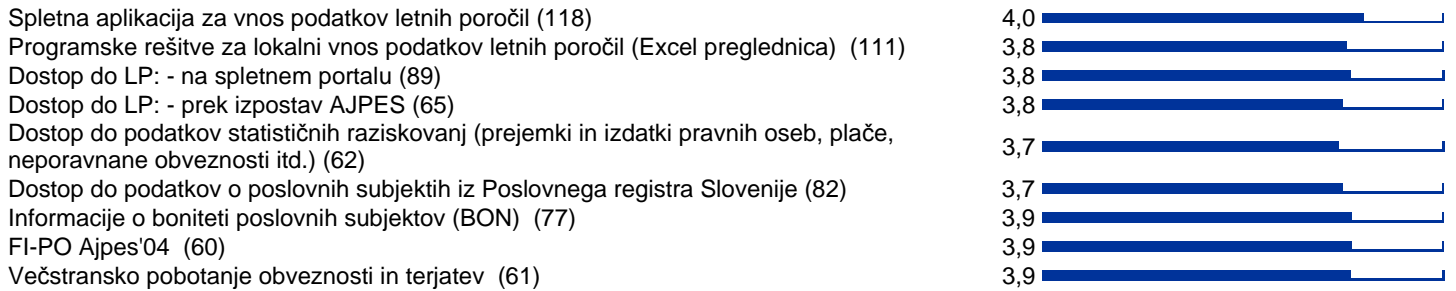 Spletna aplikacija za vnos podatkov letnih poročil (118) 4,0
Programske rešitve za lokalni vnos podatkov letnih poročil (Excel preglednica) (111) 3,8
Dostop do LP: - na spletnem portalu (89) 3,8
Dostop do LP: - prek izpostav AJPES (65) 3,8
Dostop do podatkov statističnih raziskovanj (prejemki in izdatki pravnih oseb, plače,
neporavnane obveznosti itd.) (62) 3,7
Dostop do podatkov o poslovnih subjektih iz Poslovnega registra Slovenije (82) 3,7
Informacije o boniteti poslovnih subjektov (BON) (77) 3,9
FI-PO Ajpes'04 (60) 3,9
Večstransko pobotanje obveznosti in terjatev (61) 3,9